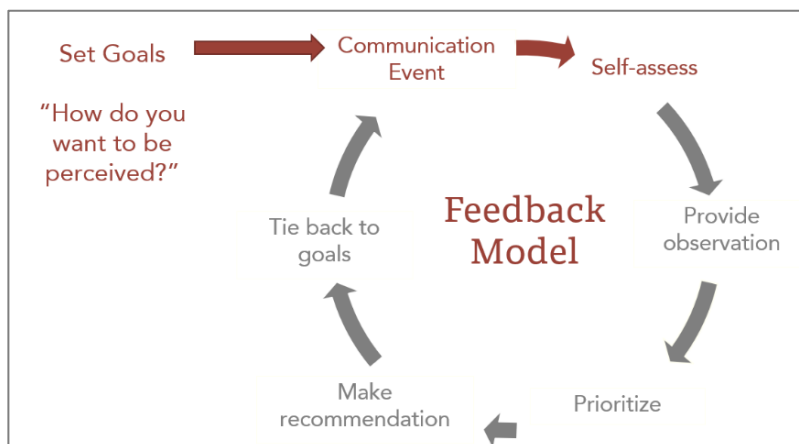 Set Goals
“How do you
want to be
perceived?”
Communication
Event
Self-assess
Provide
observation
Prioritize
Make
recommendation
Tie back to
goals
Feedback
Model